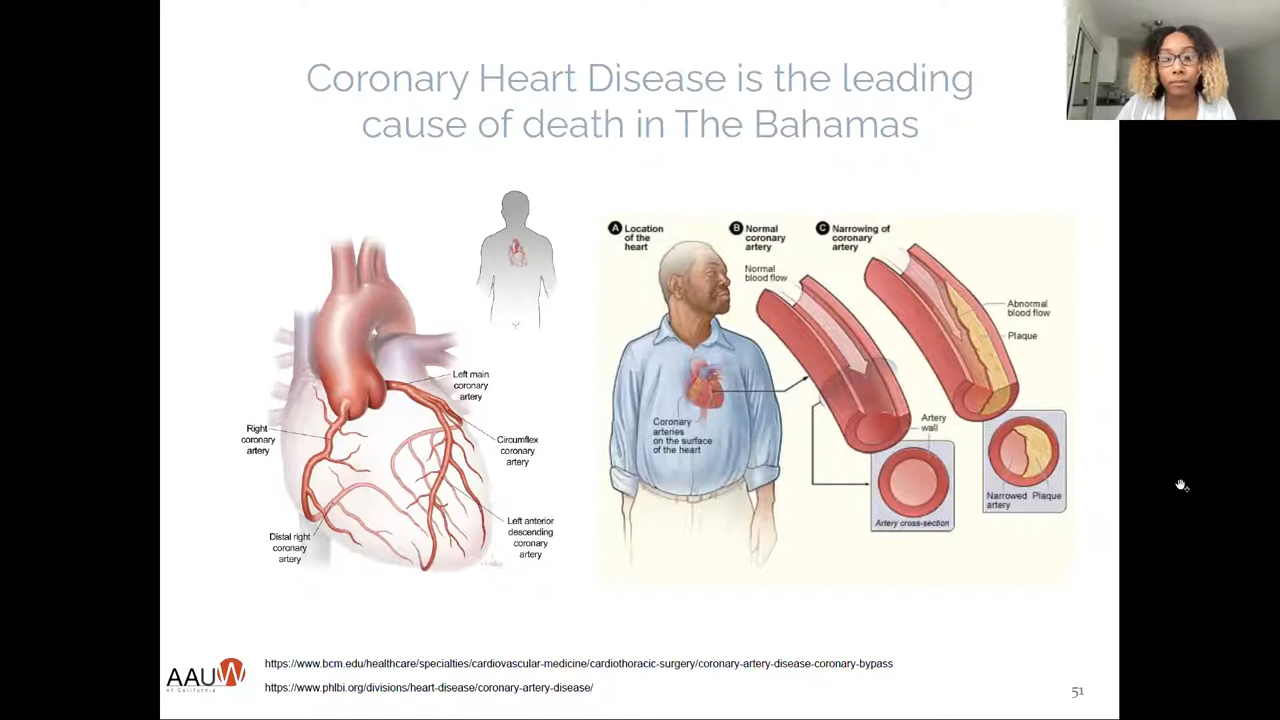 Coronary Heart Disease is the leading
cause of death in The Bahamas
Left main
coronary
artery
Right
coronary
artery
Circumflex
coronary
artery
Left anterior
descending
coronary
artery
Distal right
coronary
artery
A Location
of the
heart
B Normal
coronary
artery
Normal
blood flow
C Narrowing of
coronary
artery
Abnormal
blood flow
Plaque
Coronary
arteries
on the surface
of the heart
Artery
wall
Artery cross-section
Narrowed Plaque
artery
AAUW
of California
https://www.bcm.edu/healthcare/specialties/cardiovascular-medicine/cardiothoracic-surgery/coronary-artery-disease-coronary-bypass
https://www.phlbi.org/divisions/heart-disease/coronary-artery-disease/
51